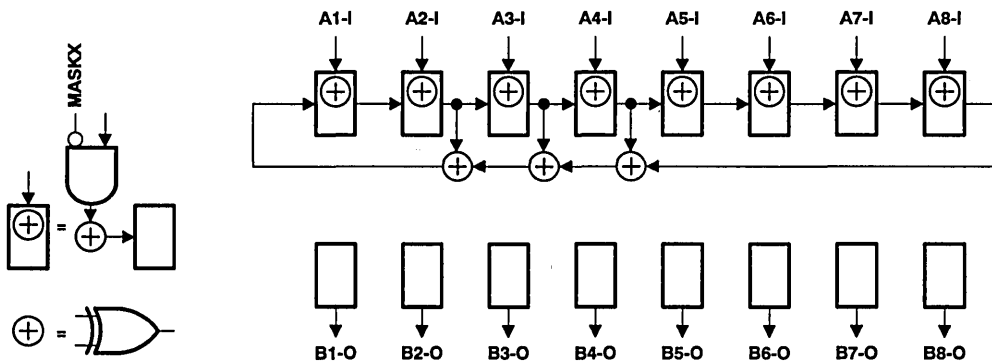 A1-I A2-I A3-I A4-I A5-I A6-I A7-I A8-I
MASKX
=
=
B1-O B2-O B3-O B4-O B5-O B6-O B7-O B8-O